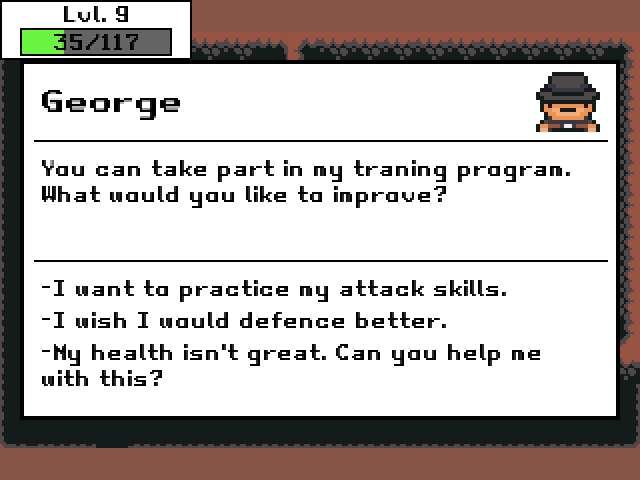 Lvl. 9
35/117
George
You can take part in my traning program.
What would you like to improve?
-I want to practice my attack skills.
-I wish I would defence better.
-My health isn't great. Can you help me
with this?